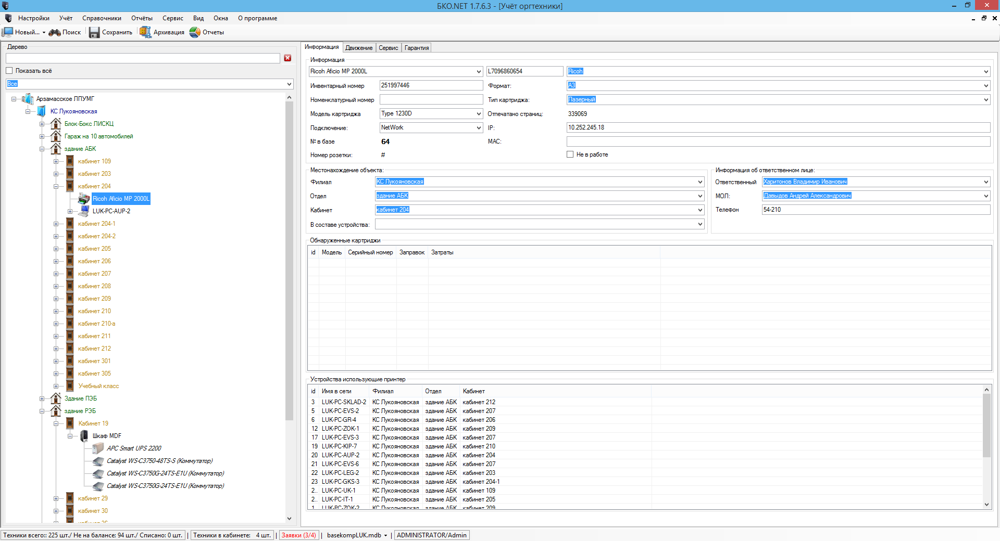 БКО.NET 1.7.6.3 - [Учёт оргтехники]
Настройки Учёт Справочники Отчёты Сервис Вид Окна О программе
Новый... Поиск Сохранить Архивация Отчеты
Дерево
Показать всё
Все
Арзамасское ЛПУМГ
КС Лукояновская
Блок-Бокс ЛИСКЦ
Гараж на 10 автомобилей
здание АБК
кабинет 109
кабинет 203
кабинет 204
Ricoh Aficio MP 2000L
LUK-PC-AUP-2
кабинет 204-1
кабинет 204-2
кабинет 205
кабинет 206
кабинет 207
кабинет 208
кабинет 209
кабинет 210
кабинет 210-а
кабинет 211
кабинет 212
кабинет 301
кабинет 305
Учебный класс
Здание ПЭБ
здание РЭБ
Кабинет 19
Шкаф MDF
APC Smart UPS 2200
Catalyst WS-C3750-48TS-S (Коммутатор)
Catalyst WS-C3750G-24TS-E1U (Коммутатор)
Catalyst WS-C3750G-24TS-E1U (Коммутатор)
кабинет 29
кабинет 30
Информация Движение Сервис Гарантия
Информация
Ricoh Aficio MP 2000L L7096860654 Ricoh
Инвентарный номер 251997446 Формат: A3
Номенклатурный номер Тип картриджа: Лазерный
Модель картриджа Type 1230D Отпечатано страниц: 339069
Подключение: NetWork IP: 10.252.245.18
№ в базе 64 MAC:
Номер розетки: # Не в работе
Местонахождение объекта:
Филиал КС Лукояновская
Отдел здание АБК
Кабинет кабинет 204
В составе устройства:
Информация об ответственном лице:
Ответственный Харитонов Владимир Иванович
МОЛ: Давыдов Андрей Александрович
Телефон 54-210
Обнаруженные картриджи
id Модель Серийный номер Заправок Затраты
Устройства использующие принтер
id Имя в сети Филиал Отдел Кабинет
3 LUK-PC-SKLAD-2 КС Лукояновская здание АБК кабинет 212
5 LUK-PC-EVS-2 КС Лукояновская здание АБК кабинет 207
6 LUK-PC-GR-4 КС Лукояновская здание АБК кабинет 206
12 LUK-PC-ZOK-1 КС Лукояновская здание АБК кабинет 209
17 LUK-PC-EVS-3 КС Лукояновская здание АБК кабинет 207
19 LUK-PC-KIP-7 КС Лукояновская здание АБК кабинет 210
20 LUK-PC-AUP-2 КС Лукояновская здание АБК кабинет 204
21 LUK-PC-EVS-6 КС Лукояновская здание АБК кабинет 207
22 LUK-PC-LEG-2 КС Лукояновская здание АБК кабинет 203
23 LUK-PC-GKS-3 КС Лукояновская здание АБК кабинет 204-1
2.. LUK-PC-UK-1 КС Лукояновская здание АБК кабинет 109
2.. LUK-PC-IT-1 КС Лукояновская здание АБК кабинет 205
1 LUK-PC-ZOK-2 КС Лукояновская здание АБК кабинет 209
Техники всего:: 225 шт./ Не на балансе: 94 шт./ Списано: 0 шт. | Техники в кабинете: 4 шт. | Заявки (3/4) | basekompLUK.mdb | ADMINISTRATOR/Admin